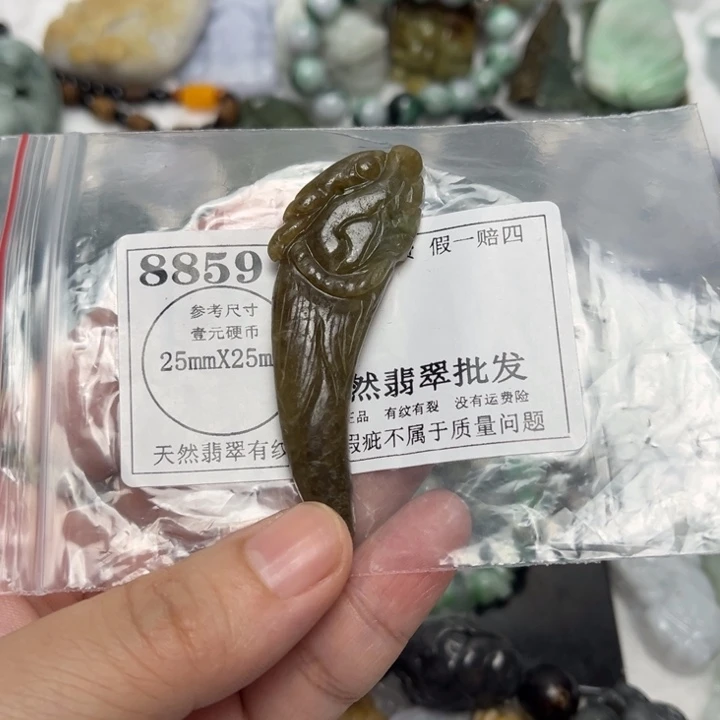 8859
假一赔四
参考尺寸
壹元硬币
25mmX25m
然翡翠批发
正品 有纹有裂 没有运费险
天然翡翠有纹
瑕疵不属于质量问题